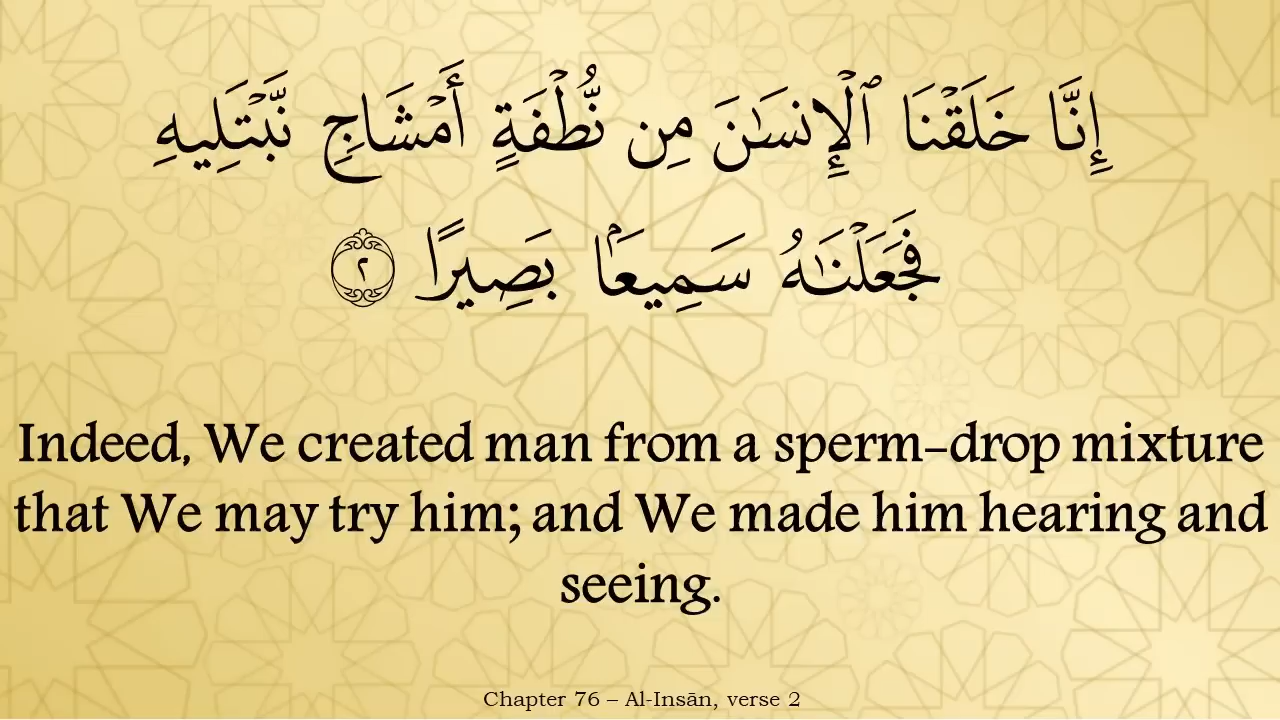 إِنَّا خَلَقْنَا ٱلْإِنسَـٰنَ مِن نُّطْفَةٍ أَمْشَاجٍ نَّبْتَلِيهِ
فَجَعَلْنَـٰهُ سَمِيعًۢا بَصِيرًا ٢
Indeed, We created man from a sperm-drop mixture
that We may try him; and We made him hearing and
seeing.
Chapter 76 – Al-Insān, verse 2